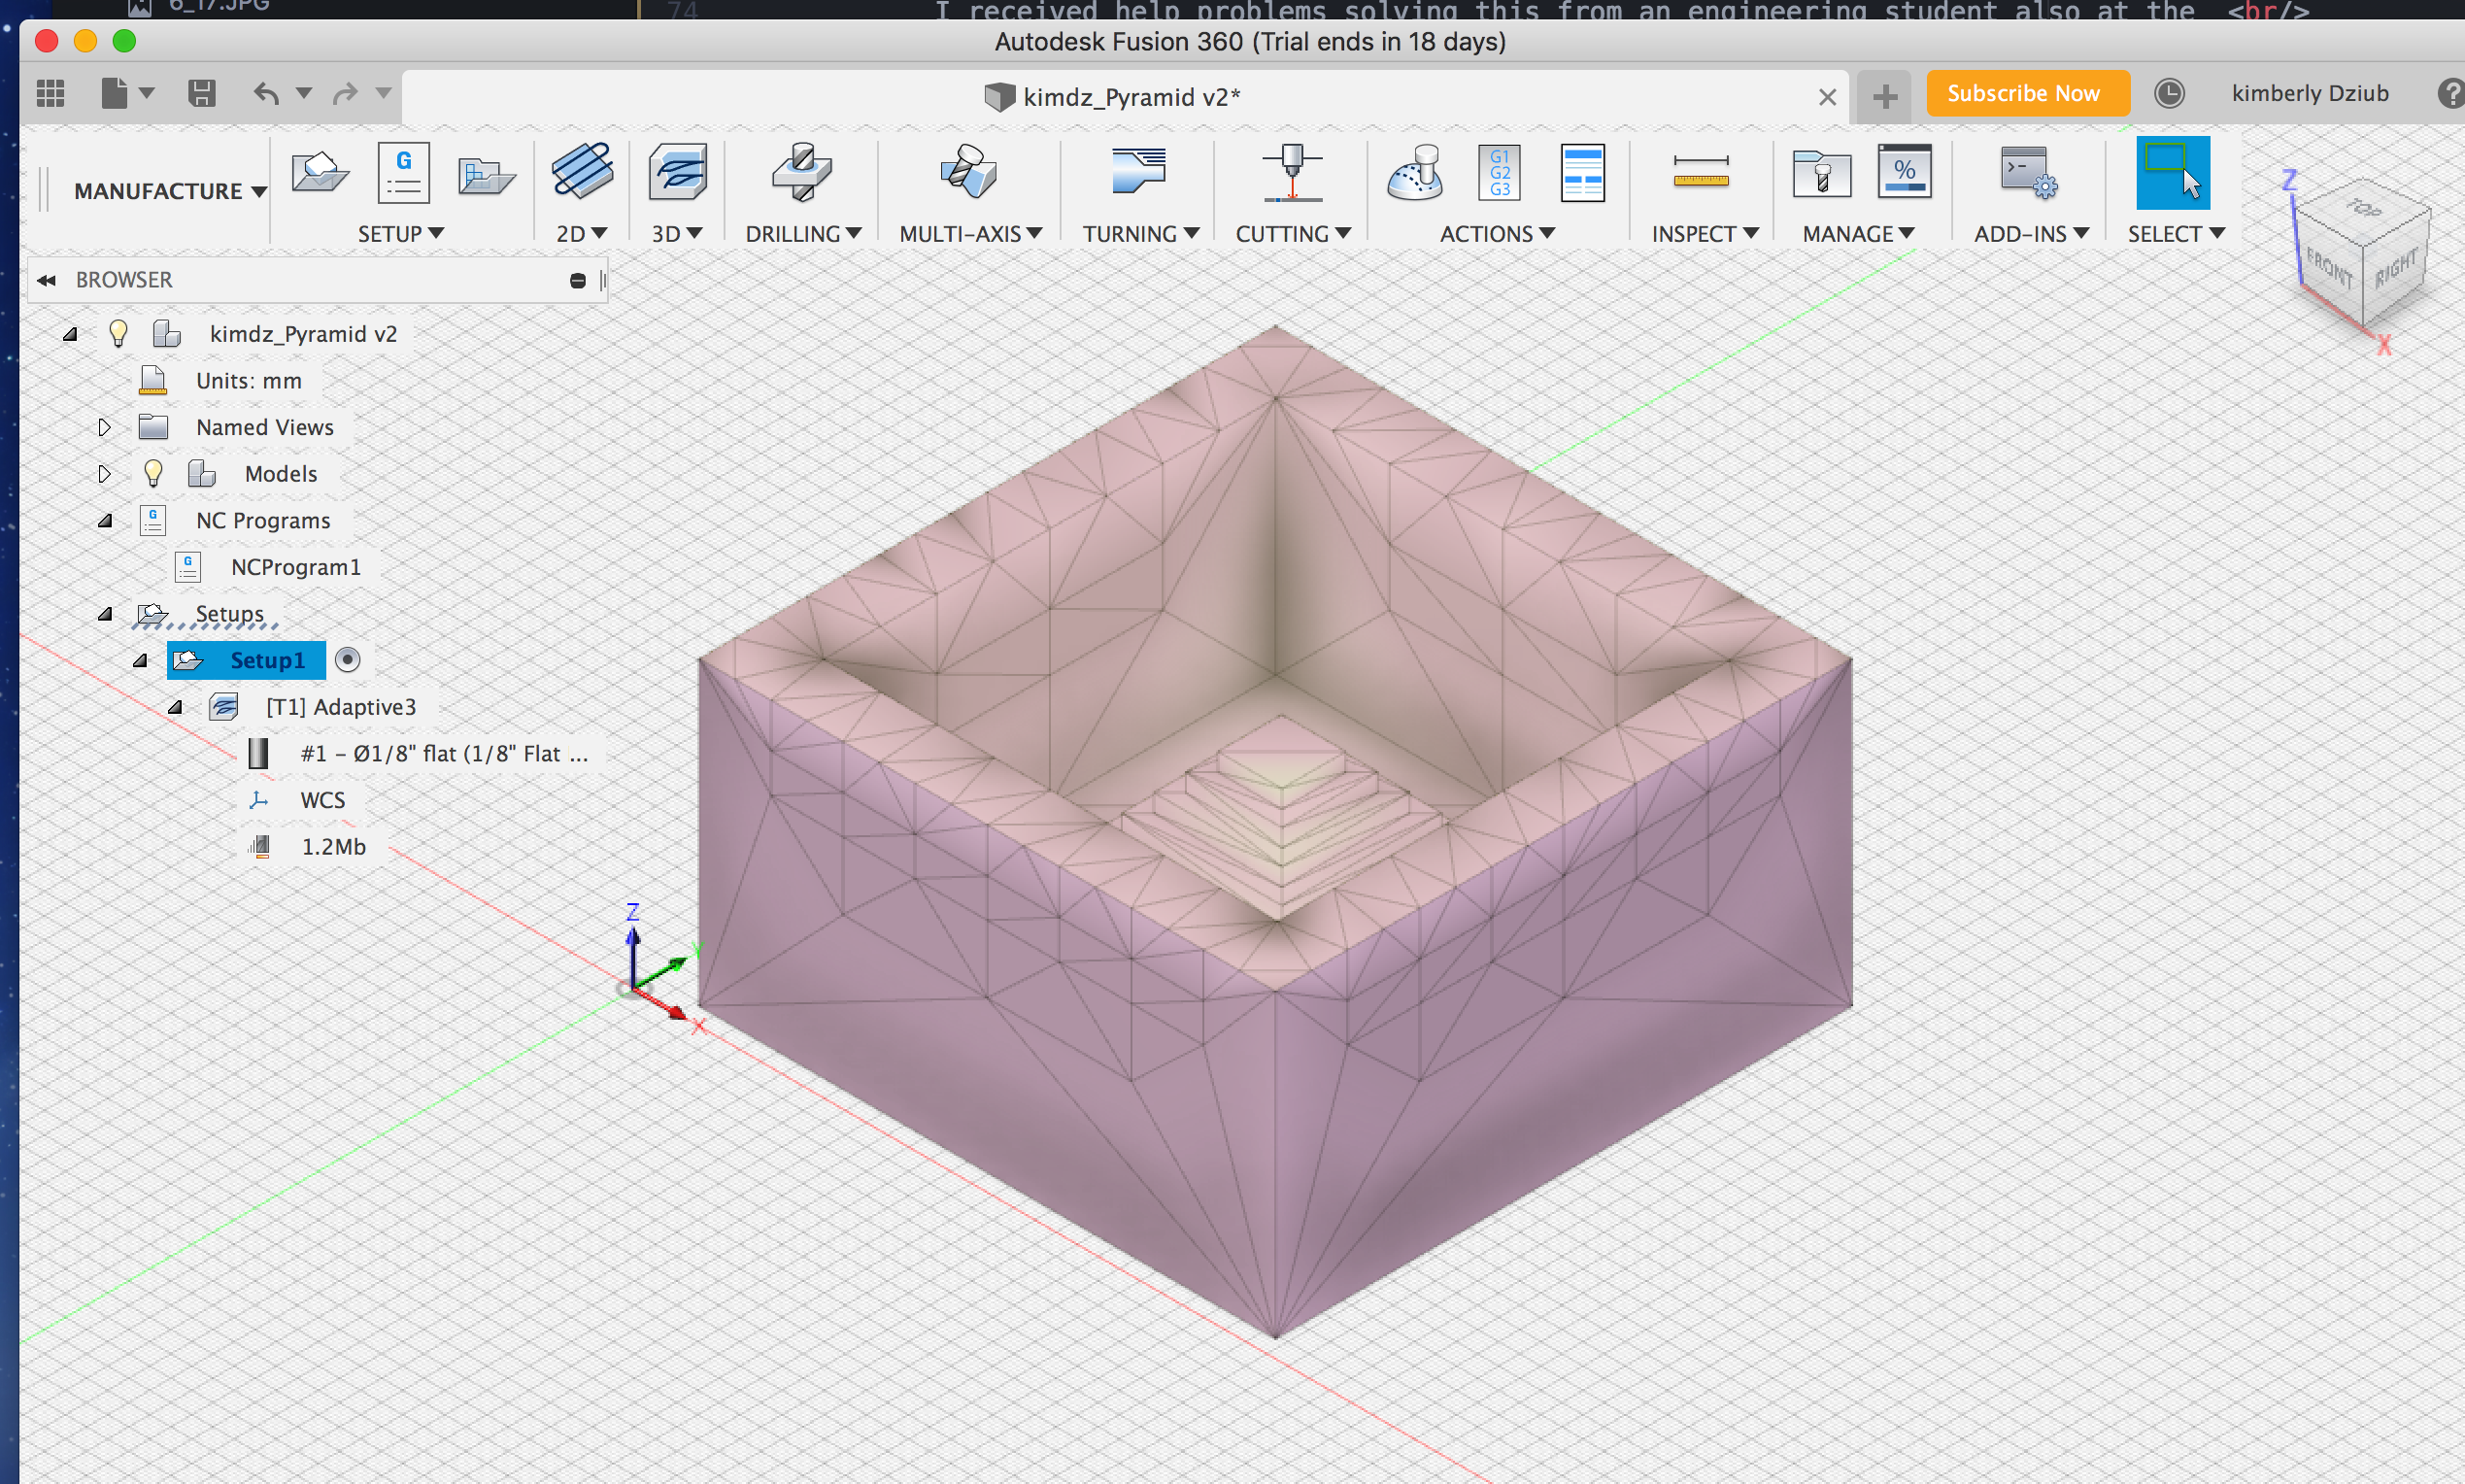 6_17.JPG
74 I received help problems solving this from an engineering student also at the <br/>
Autodesk Fusion 360 (Trial ends in 18 days)
kimdz_Pyramid v2*
Subscribe Now
kimberly Dziub
?
MANUFACTURE
G
G1
G2
G3
%
SETUP
2D
3D
DRILLING
MULTI-AXIS
TURNING
CUTTING
ACTIONS
INSPECT
MANAGE
ADD-INS
SELECT
Z
TOP
FRONT
RIGHT
X
BROWSER
kimdz_Pyramid v2
Units: mm
Named Views
Models
G
NC Programs
G
NCProgram1
Setups
Setup1
[T1] Adaptive3
#1 - Ø1/8" flat (1/8" Flat ...
WCS
1.2Mb
Z
Y
X